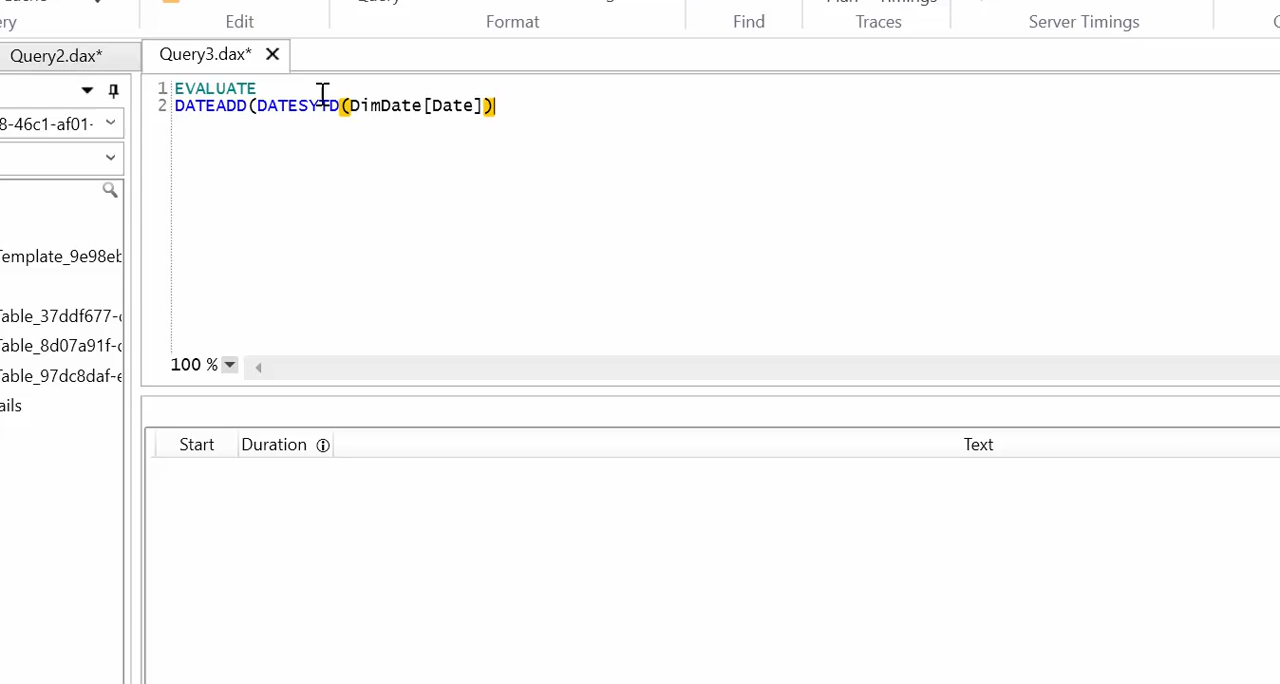 Edit
Format
Find
Traces
Server Timings
Query2.dax*
Query3.dax*
1 EVALUATE
2 DATEADD(DATESYTD(DimDate[Date])
8-46c1-af01-
Template_9e98eb
Table_37ddf677-
Table_8d07a91f-
Table_97dc8daf-e
ails
100 %
Start
Duration
Text